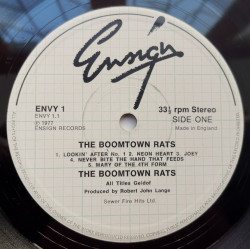 Ensign
ENVY 1
ENVY 1.1
℗ 1977
ENSIGN RECORDS
33⅓ rpm Stereo
SIDE ONE
Made in England
THE BOOMTOWN RATS
1. LOOKIN' AFTER No. 1 2. NEON HEART 3. JOEY
4. NEVER BITE THE HAND THAT FEEDS
5. MARY OF THE 4TH FORM
THE BOOMTOWN RATS
All Titles Geldof
Produced by Robert John Lange
Sewer Fire Hits Ltd.